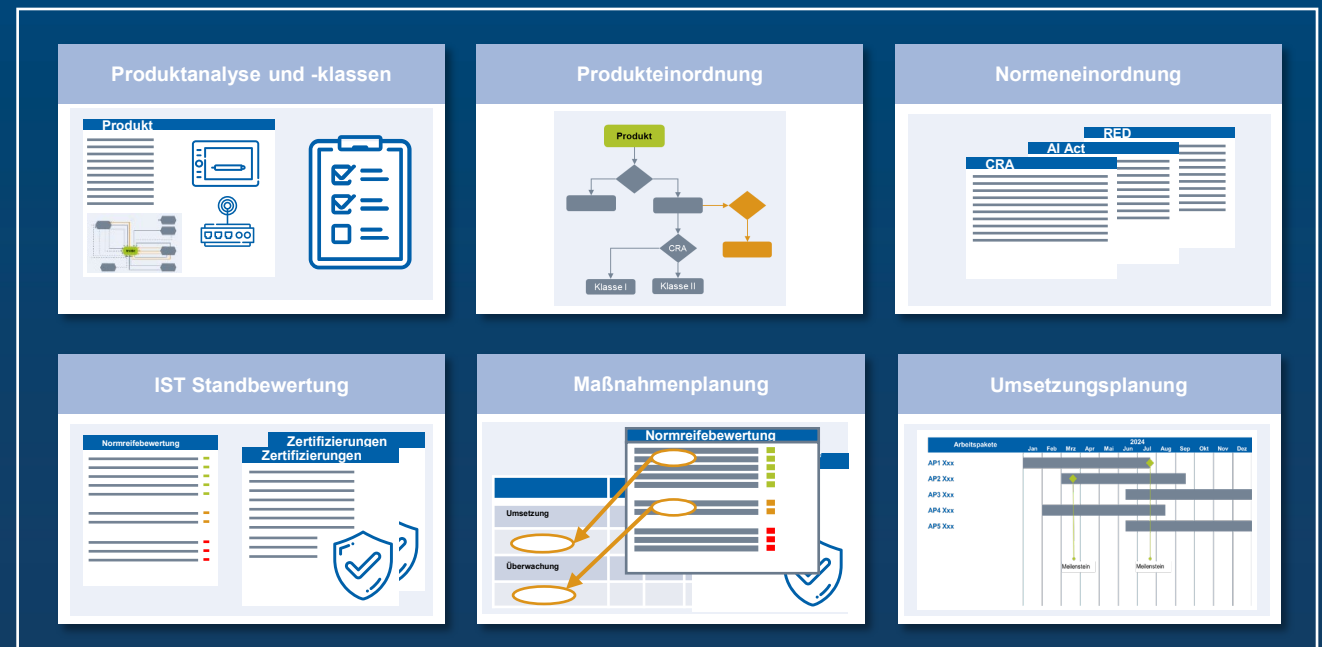 Produktanalyse und -klassen
Produkt
Produkteinordnung
Produkt
CRA
Klasse I
Klasse II
Normeneinordnung
RED
AI Act
CRA
IST Standbewertung
Normreifebewertung
Zertifizierungen
Zertifizierungen
Maßnahmenplanung
Normreifebewertung
Umsetzung
Überwachung
Umsetzungsplanung
Arbeitspakete
2024
Jan Feb Mrz Apr Mai Jun Jul Aug Sep Okt Nov Dez
AP1 Xxx
AP2 Xxx
AP3 Xxx
AP4 Xxx
AP5 Xxx
Meilenstein
Meilenstein